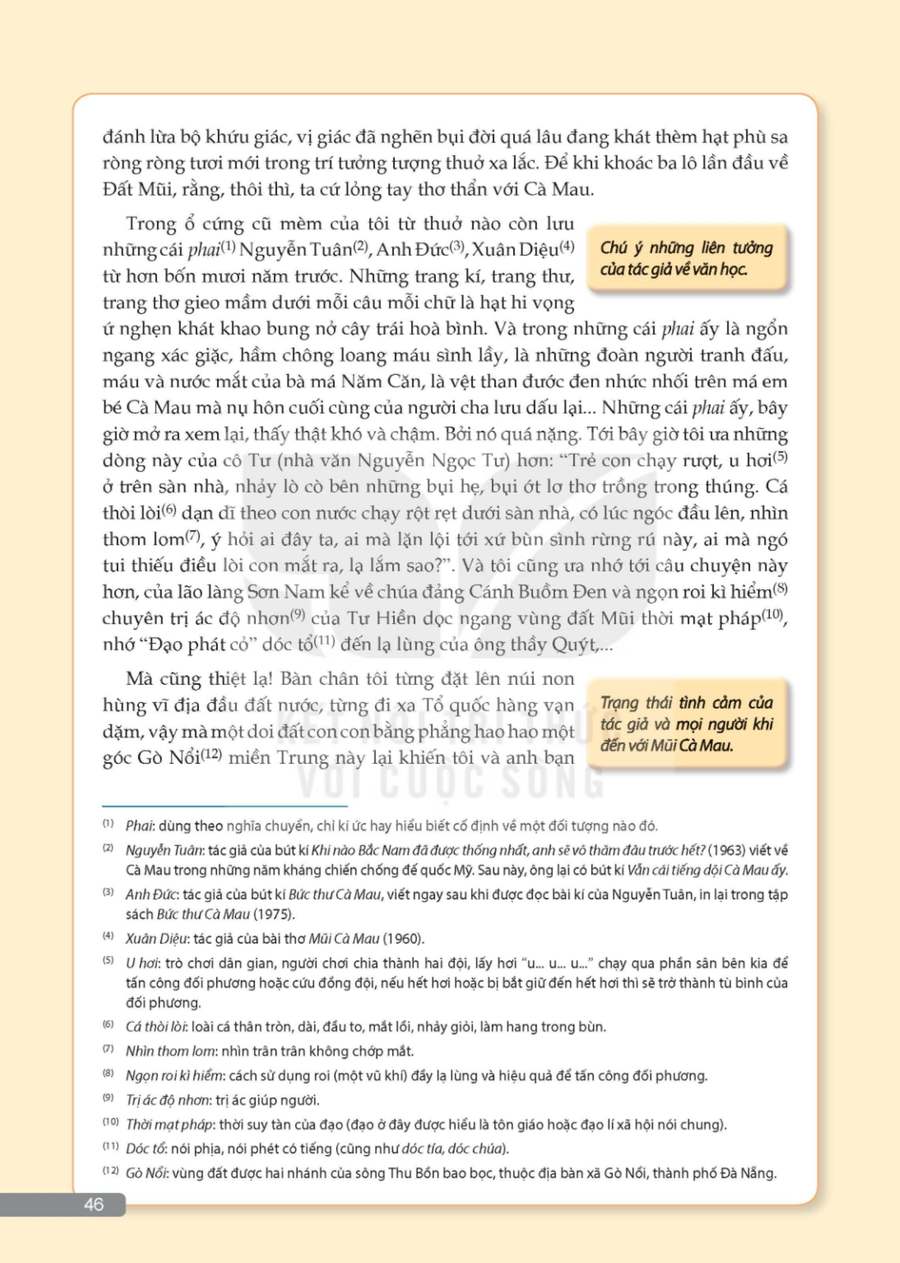 đánh lừa bộ khứu giác, vị giác đã nghẽn bụi đời quá lâu đang khát thèm hạt phù sa
ròng ròng tươi mới trong trí tưởng tượng thuở xa lắc. Để khi khoác ba lô lần đầu về
Đất Mũi, rằng, thôi thì, ta cứ lỏng tay thơ thẩn với Cà Mau.
Trong ổ cứng cũ mèm của tôi từ thuở nào còn lưu
những cái phai(1) Nguyễn Tuân(2), Anh Đức(3), Xuân Diệu(4)
từ hơn bốn mươi năm trước. Những trang kí, trang thư,
trang thơ gieo mầm dưới mỗi câu mỗi chữ là hạt hi vọng
ứ nghẹn khát khao bung nở cây trái hoà bình. Và trong những cái phai ấy là ngổn
ngang xác giặc, hầm chông loang máu sình lầy, là những đoàn người tranh đấu,
máu và nước mắt của bà má Năm Căn, là vệt than đước đen nhức nhối trên má em
bé Cà Mau mà nụ hôn cuối cùng của người cha lưu dấu lại... Những cái phai ấy, bây
giờ mở ra xem lại, thấy thật khó và chậm. Bởi nó quá nặng. Tới bây giờ tôi ưa những
dòng này của cô Tư (nhà văn Nguyễn Ngọc Tư) hơn: “Trẻ con chạy rượt, u hơi(5)
ở trên sàn nhà, nhảy lò cò bên những bụi hẹ, bụi ớt lơ thơ trồng trong thúng. Cá
thòi lòi(6) dạn dĩ theo con nước chạy rột rẹt dưới sàn nhà, có lúc ngóc đầu lên, nhìn
thom lom(7), ý hỏi ai đây ta, ai mà lặn lội tới xứ bùn sình rừng rú này, ai mà ngó
tui thiếu điều lòi con mắt ra, lạ lắm sao?”. Và tôi cũng ưa nhớ tới câu chuyện này
hơn, của lão làng Sơn Nam kể về chúa đảng Cánh Buồm Đen và ngọn roi kì hiểm(8)
chuyên trị ác độ nhơn(9) của Tư Hiền dọc ngang vùng đất Mũi thời mạt pháp(10),
nhớ “Đạo phát cỏ” dóc tổ(11) đến lạ lùng của ông thầy Quýt,...
Chú ý những liên tưởng
của tác giả về văn học.
Mà cũng thiệt lạ! Bàn chân tôi từng đặt lên núi non
hùng vĩ địa đầu đất nước, từng đi xa Tổ quốc hàng vạn
dặm, vậy mà một doi đất con con bằng phẳng hao hao một
góc Gò Nổi(12) miền Trung này lại khiến tôi và anh bạn
Trạng thái tình cảm của
tác giả và mọi người khi
đến với Mũi Cà Mau.
KẾT NỐI TRI THỨC
VỚI CUỘC SỐNG
(1) Phai: dùng theo nghĩa chuyển, chỉ kí ức hay hiểu biết cố định về một đối tượng nào đó.
(2) Nguyễn Tuân: tác giả của bút kí Khi nào Bắc Nam đã được thống nhất, anh sẽ vô thăm đâu trước hết? (1963) viết về
Cà Mau trong những năm kháng chiến chống đế quốc Mỹ. Sau này, ông lại có bút kí Vẫn cái tiếng dội Cà Mau ấy.
(3) Anh Đức: tác giả của bút kí Bức thư Cà Mau, viết ngay sau khi được đọc bài kí của Nguyễn Tuân, in lại trong tập
sách Bức thư Cà Mau (1975).
(4) Xuân Diệu: tác giả của bài thơ Mũi Cà Mau (1960).
(5) U hơi: trò chơi dân gian, người chơi chia thành hai đội, lấy hơi “u... u... u...” chạy qua phần sân bên kia để
tấn công đối phương hoặc cứu đồng đội, nếu hết hơi hoặc bị bắt giữ đến hết hơi thì sẽ trở thành tù binh của
đối phương.
(6) Cá thòi lòi: loài cá thân tròn, dài, đầu to, mắt lồi, nhảy giỏi, làm hang trong bùn.
(7) Nhìn thom lom: nhìn trân trân không chớp mắt.
(8) Ngọn roi kì hiểm: cách sử dụng roi (một vũ khí) đầy lạ lùng và hiệu quả để tấn công đối phương.
(9) Trị ác độ nhơn: trị ác giúp người.
(10) Thời mạt pháp: thời suy tàn của đạo (đạo ở đây được hiểu là tôn giáo hoặc đạo lí xã hội nói chung).
(11) Dóc tổ: nói phịa, nói phét có tiếng (cũng như dóc tía, dóc chúa).
(12) Gò Nổi: vùng đất được hai nhánh của sông Thu Bồn bao bọc, thuộc địa bàn xã Gò Nổi, thành phố Đà Nẵng.
46